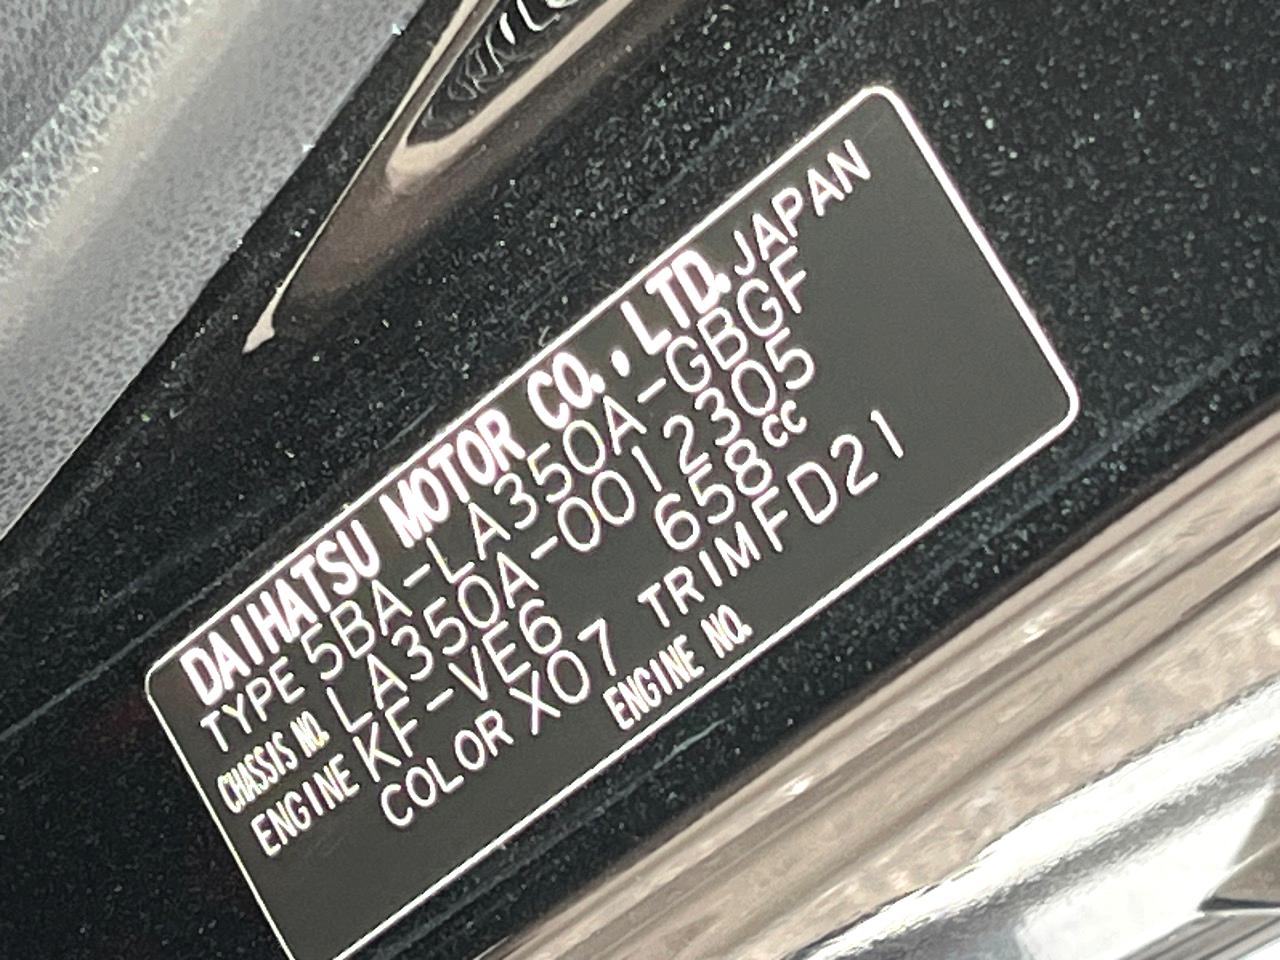 DAIHATSU MOTOR CO., LTD. JAPAN
TYPE 5BA-LA350A-GBGF
CHASSIS NO. LA350A-0012305
ENGINE KF-VE6 658cc
COLOR X07 TRIM FD21
ENGINE NO.